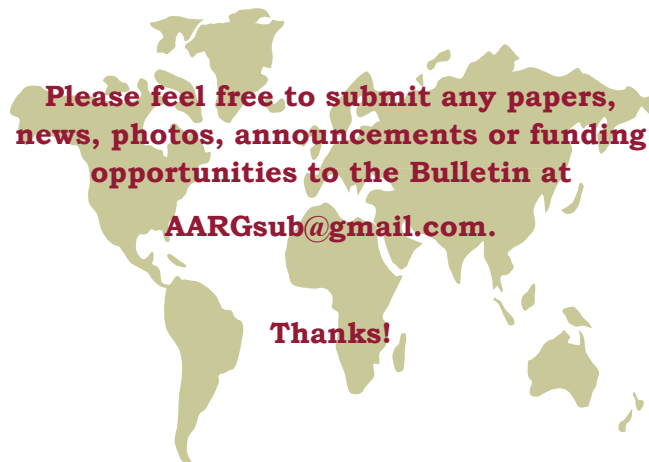 Please feel free to submit any papers,
news, photos, announcements or funding
opportunities to the Bulletin at
AARGsub@gmail.com.
Thanks!